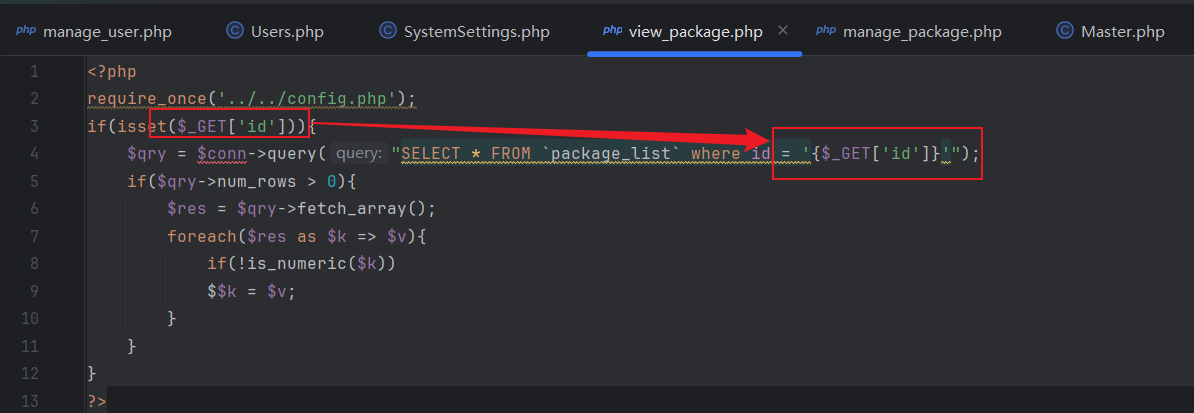 php manage_user.php C Users.php C SystemSettings.php php view_package.php × php manage_package.php C Master.php
1 <?php
2 require_once('../../config.php');
3 if(isset($_GET['id'])){
4 $qry = $conn->query( query: "SELECT * FROM `package_list` where id = '{$_GET['id']}'");
5 if($qry->num_rows > 0){
6 $res = $qry->fetch_array();
7 foreach($res as $k => $v){
8 if(!is_numeric($k))
9 $$k = $v;
10 }
11 }
12 }
13 ?>